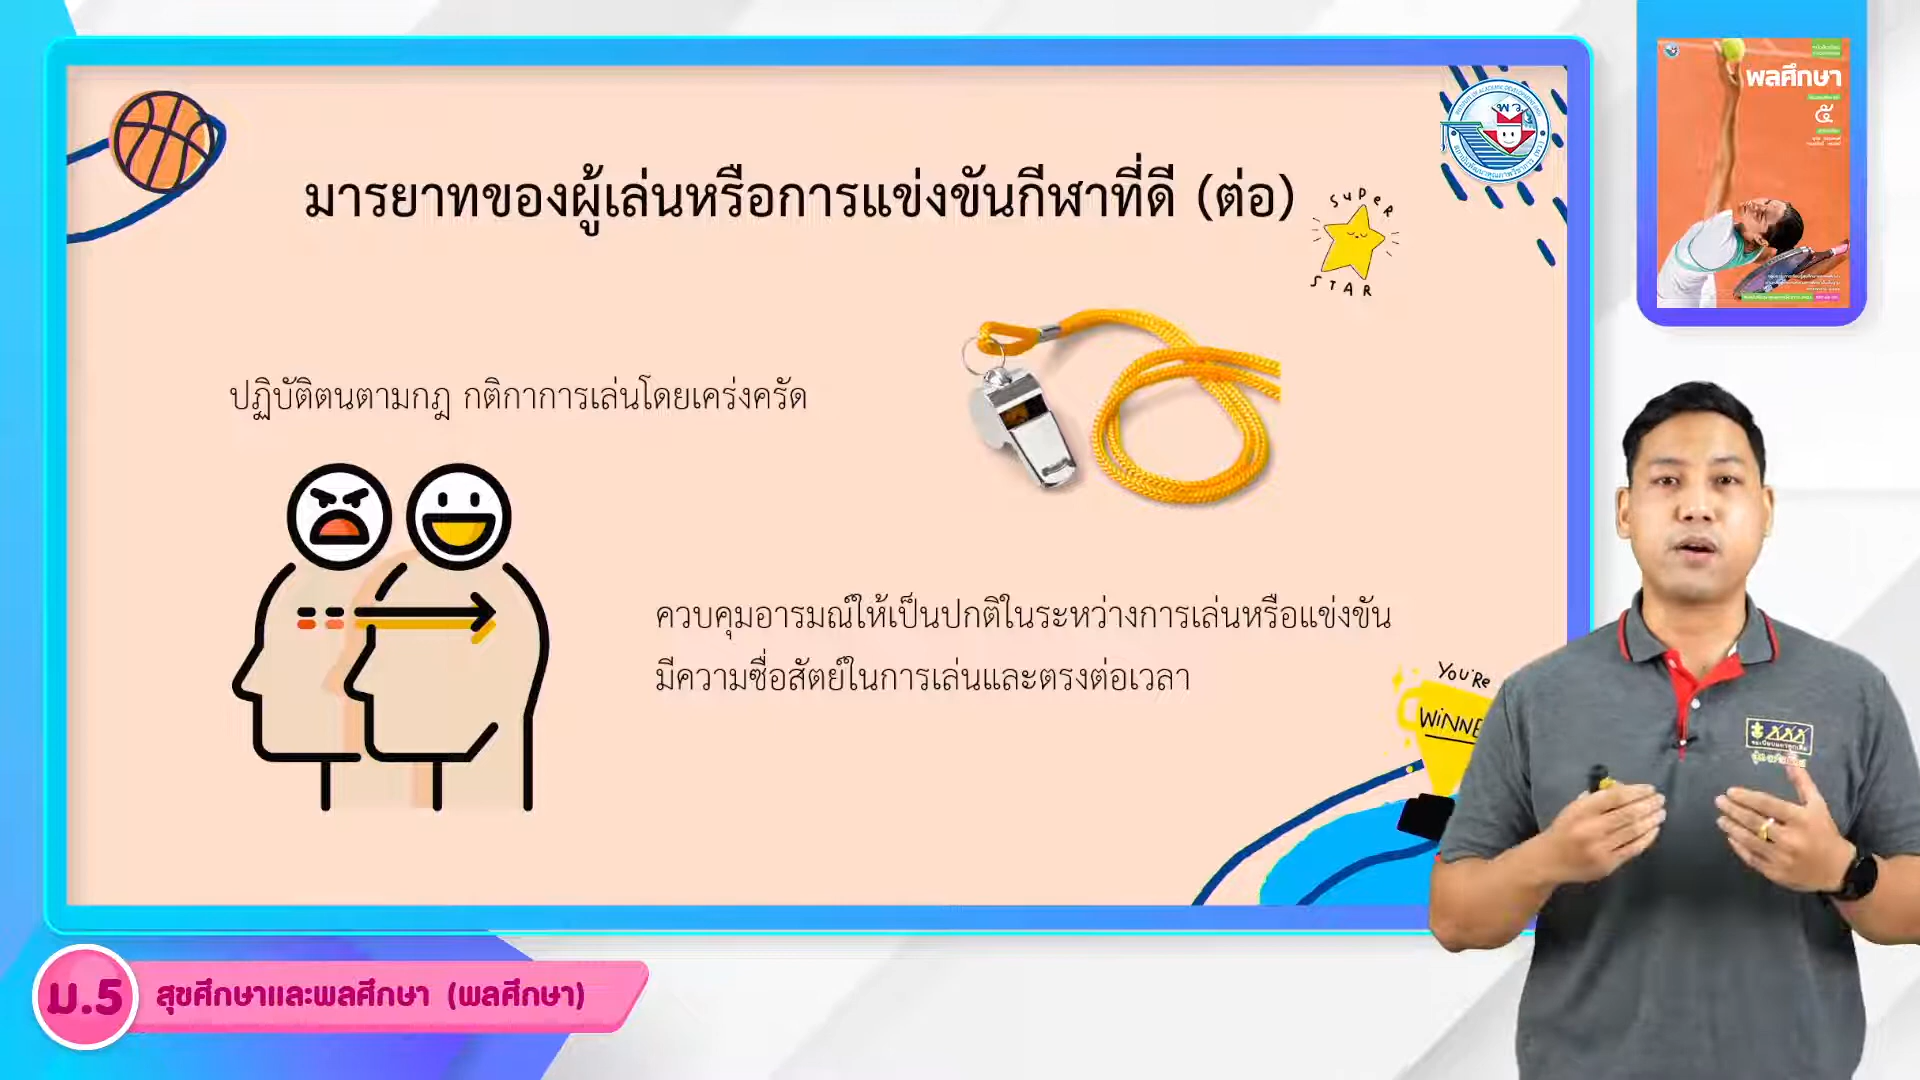 มารยาทของผู้เล่นหรือการแข่งขันกีฬาที่ดี (ต่อ)
SUPER
STAR
ปฏิบัติตนตามกฎ กติกาการเล่นโดยเคร่งครัด
ควบคุมอารมณ์ให้เป็นปกติในระหว่างการเล่นหรือแข่งขัน
มีความซื่อสัตย์ในการเล่นและตรงต่อเวลา
YOU'RE
WINNE
พลศึกษา
๕
พว
ม.5 สุขศึกษาและพลศึกษา (พลศึกษา)